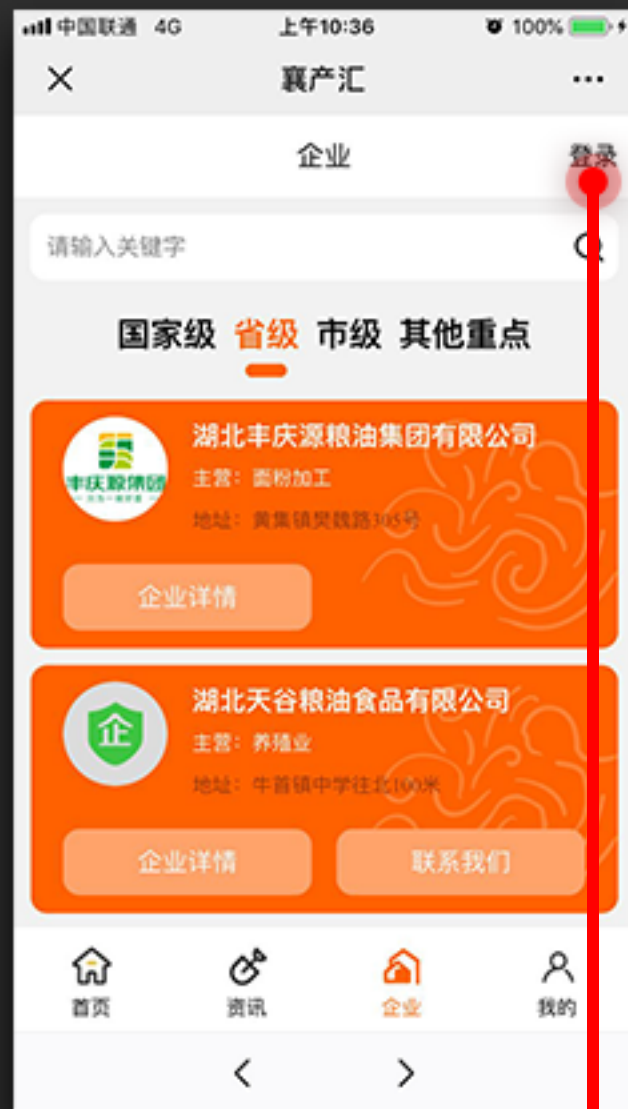 中国联通 4G 上午10:36 100%
襄产汇
企业 登录
请输入关键字
国家级 省级 市级 其他重点
湖北丰庆源粮油集团有限公司
丰庆源集团
主营：面粉加工
地址：黄集镇樊魏路305号
企业详情
湖北天谷粮油食品有限公司
企
主营：养殖业
地址：牛首镇中学往北100米
企业详情 联系我们
首页 资讯 企业 我的